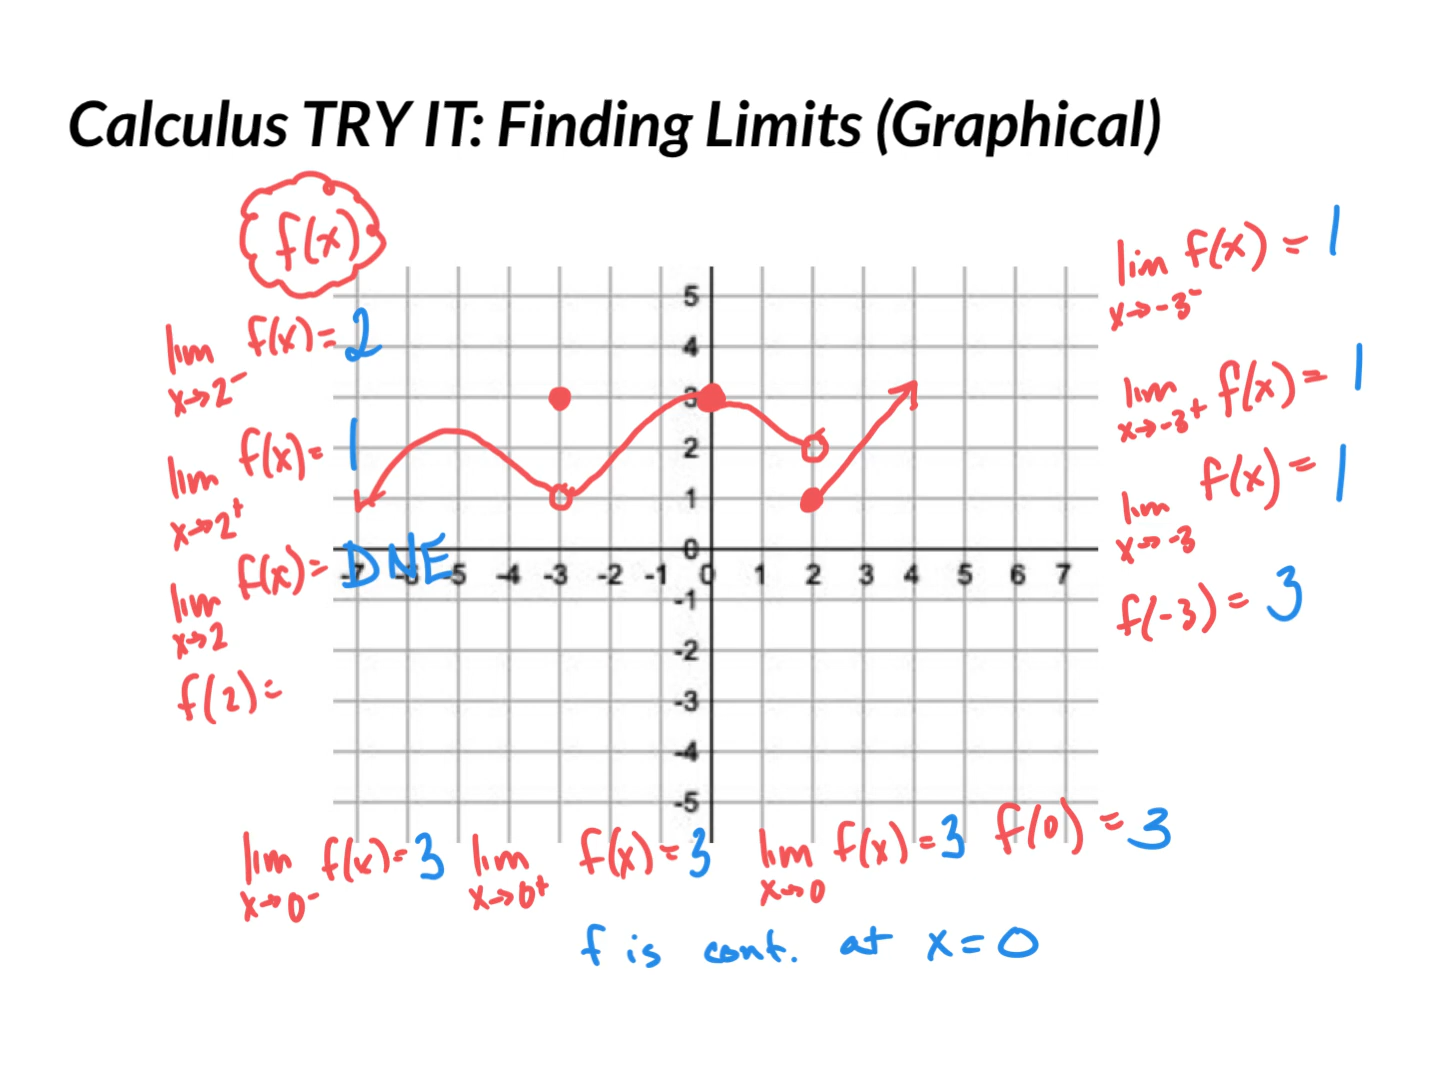 Calculus TRY IT: Finding Limits (Graphical)
f(x)
lim x→2⁻ f(x) = 2
lim x→2⁺ f(x) = 1
lim x→2 f(x) = DNE
f(2) =
5
4
3
2
1
0
-7 -6 -5 -4 -3 -2 -1 0 1 2 3 4 5 6 7
-1
-2
-3
-4
-5
lim x→-3⁻ f(x) = 1
lim x→-3⁺ f(x) = 1
lim x→-3 f(x) = 1
f(-3) = 3
lim x→0⁻ f(x) = 3 lim x→0⁺ f(x) = 3 lim x→0 f(x) = 3 f(0) = 3
f is cont. at x = 0